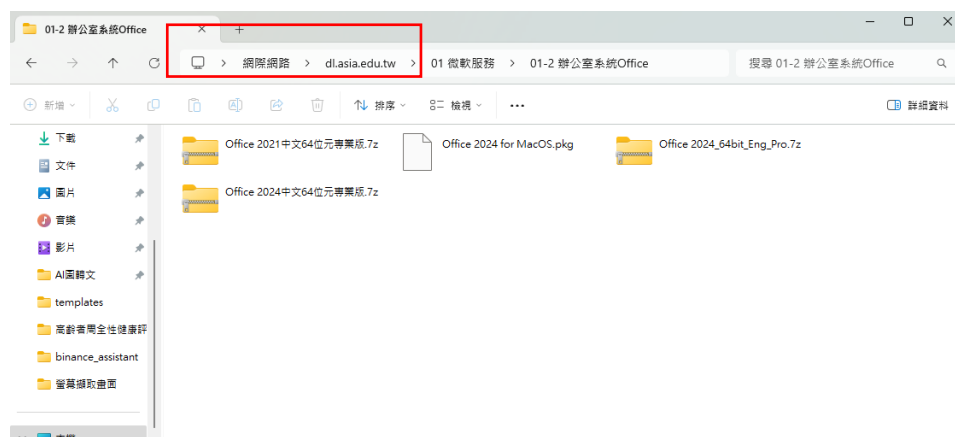 01-2 辦公室系統Office
網際網路 > dl.asia.edu.tw > 01 微軟服務 > 01-2 辦公室系統Office
搜尋 01-2 辦公室系統Office
新增
排序
檢視
詳細資料
下載
文件
圖片
音樂
影片
AI圖轉文
templates
高齡者周全性健康評
binance_assistant
螢幕擷取畫面
Office 2021中文64位元專業版.7z
Office 2024 for MacOS.pkg
Office 2024_64bit_Eng_Pro.7z
Office 2024中文64位元專業版.7z